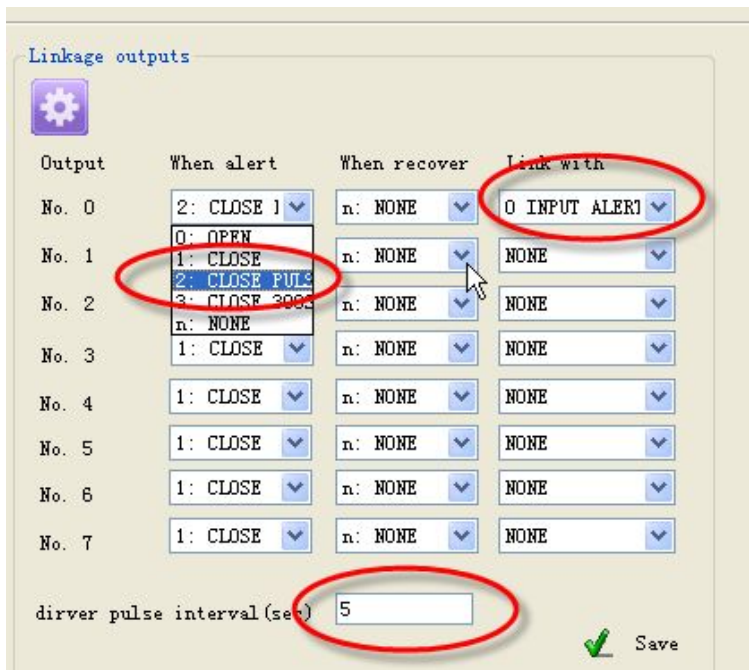 Linkage outputs
Output When alert When recover Link with
No. 0 2: CLOSE n: NONE 0 INPUT ALERT
0: OPEN
1: CLOSE
2: CLOSE PULS
3: CLOSE 300S
n: NONE
No. 1 n: NONE NONE
No. 2 n: NONE NONE
No. 3 1: CLOSE n: NONE NONE
No. 4 1: CLOSE n: NONE NONE
No. 5 1: CLOSE n: NONE NONE
No. 6 1: CLOSE n: NONE NONE
No. 7 1: CLOSE n: NONE NONE
dirver pulse interval(sec) 5
Save